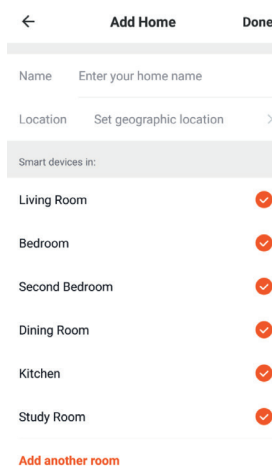 Add Home Done
Name Enter your home name
Location Set geographic location
Smart devices in:
Living Room
Bedroom
Second Bedroom
Dining Room
Kitchen
Study Room
Add another room